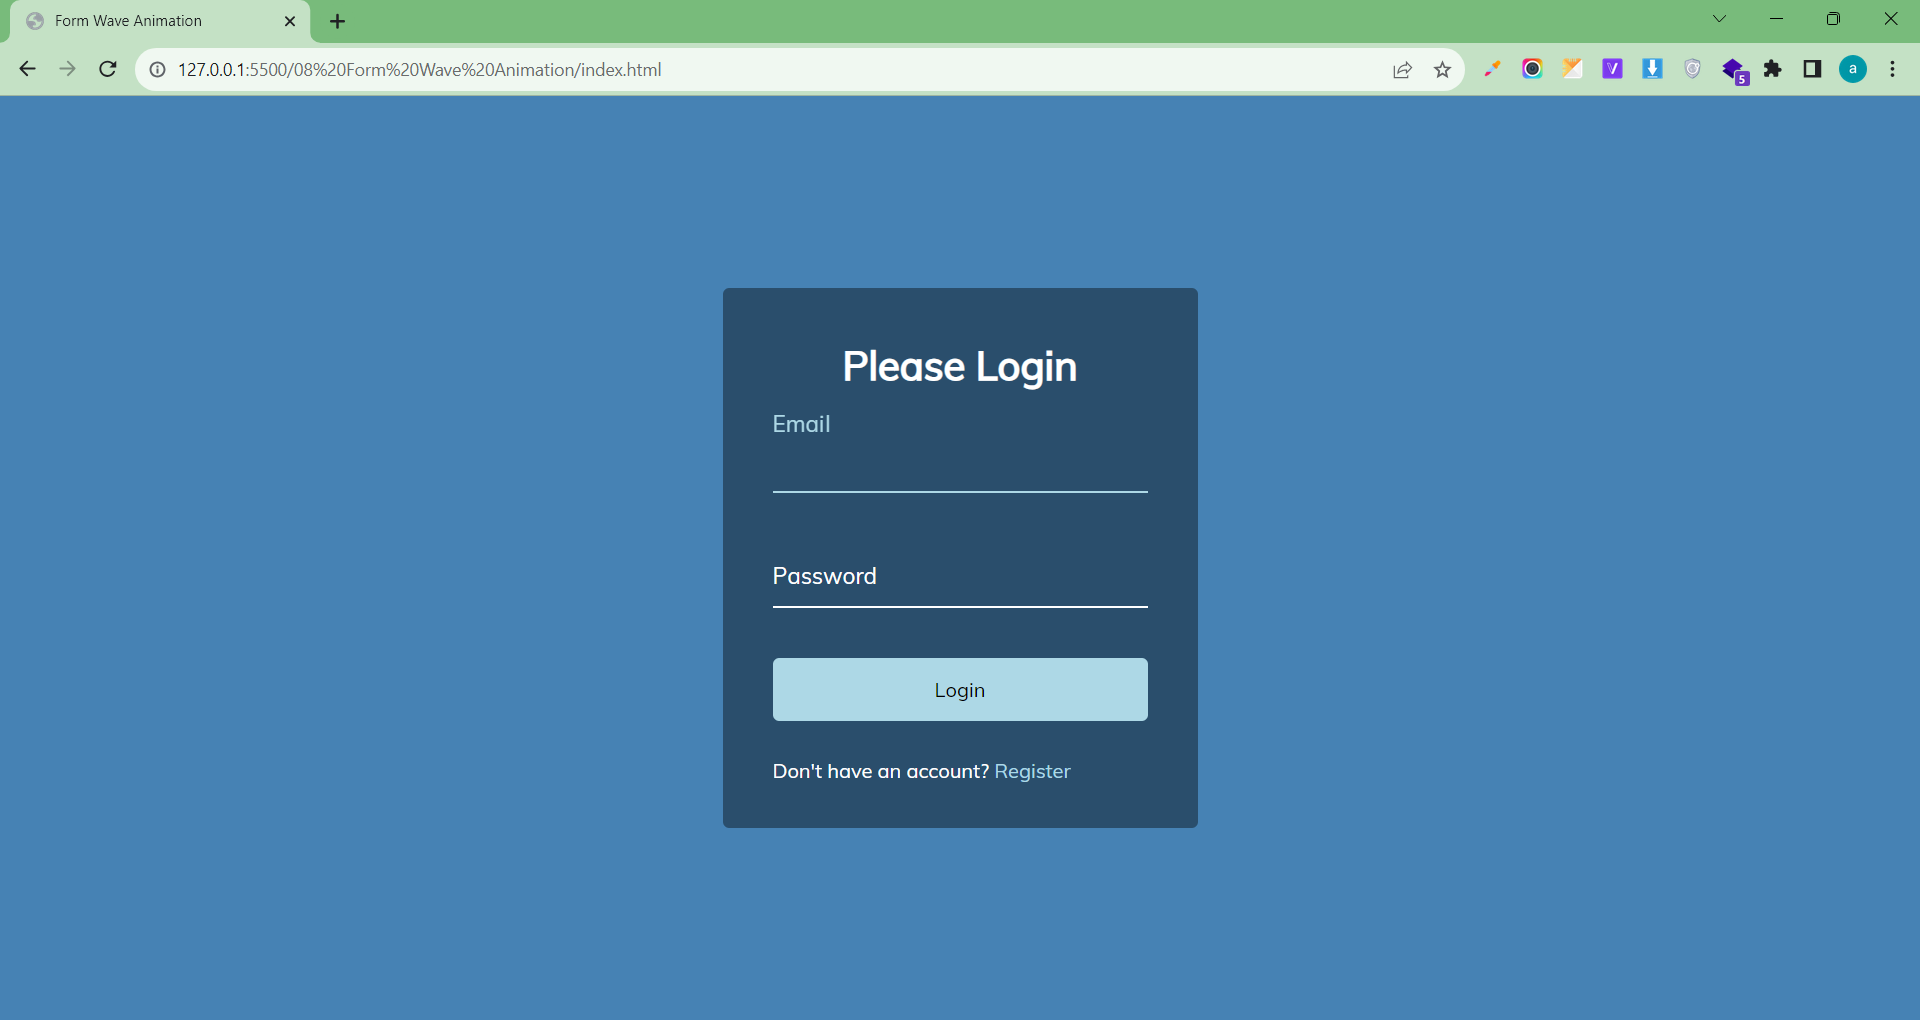 Form Wave Animation
127.0.0.1:5500/08%20Form%20Wave%20Animation/index.html
V
5
a
Please Login
Email
Password
Login
Don't have an account? Register